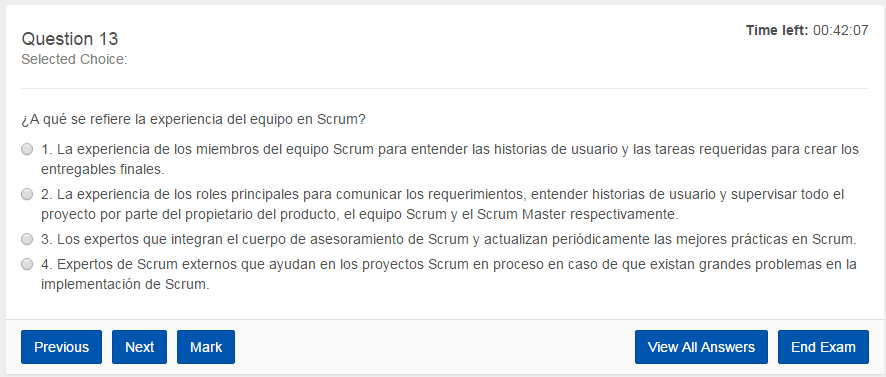 Question 13
Time left: 00:42:07
Selected Choice:
¿A qué se refiere la experiencia del equipo en Scrum?
1. La experiencia de los miembros del equipo Scrum para entender las historias de usuario y las tareas requeridas para crear los
entregables finales.
2. La experiencia de los roles principales para comunicar los requerimientos, entender historias de usuario y supervisar todo el
proyecto por parte del propietario del producto, el equipo Scrum y el Scrum Master respectivamente.
3. Los expertos que integran el cuerpo de asesoramiento de Scrum y actualizan periódicamente las mejores prácticas en Scrum.
4. Expertos de Scrum externos que ayudan en los proyectos Scrum en proceso en caso de que existan grandes problemas en la
implementación de Scrum.
Previous Next Mark View All Answers End Exam